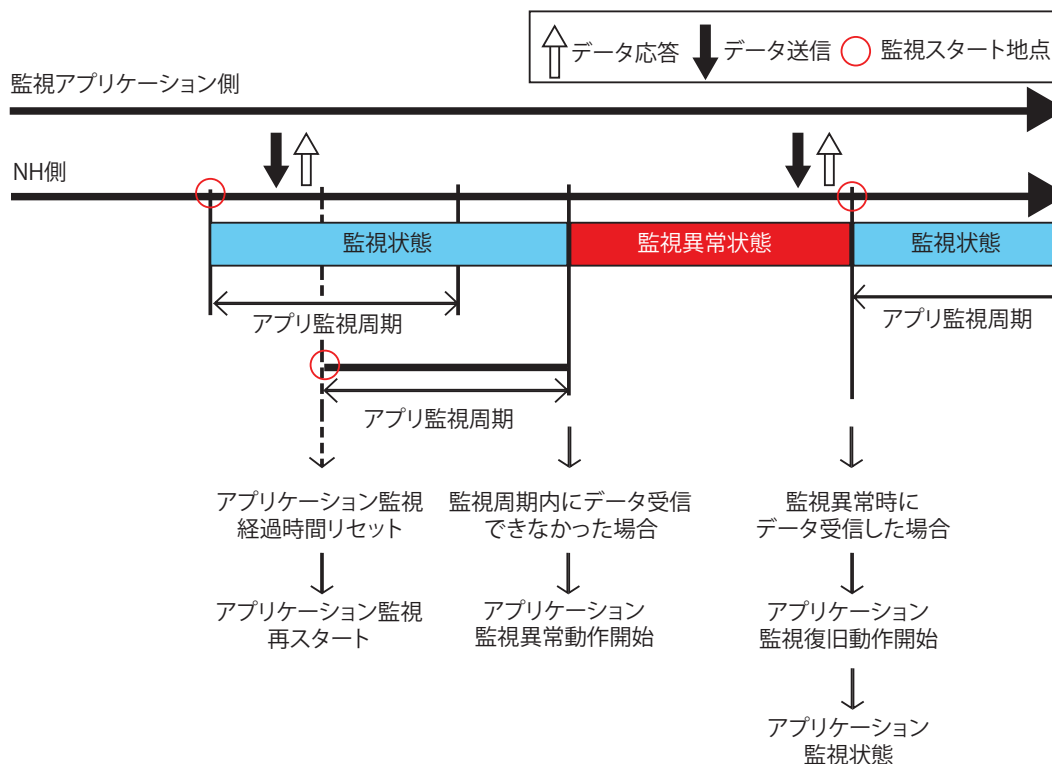 データ応答 データ送信 監視スタート地点
監視アプリケーション側
NH側
監視状態 監視異常状態 監視状態
アプリ監視周期 アプリ監視周期
アプリ監視周期
アプリケーション監視
経過時間リセット
アプリケーション監視
再スタート
監視周期内にデータ受信
できなかった場合
アプリケーション
監視異常動作開始
監視異常時に
データ受信した場合
アプリケーション
監視復旧動作開始
アプリケーション
監視状態